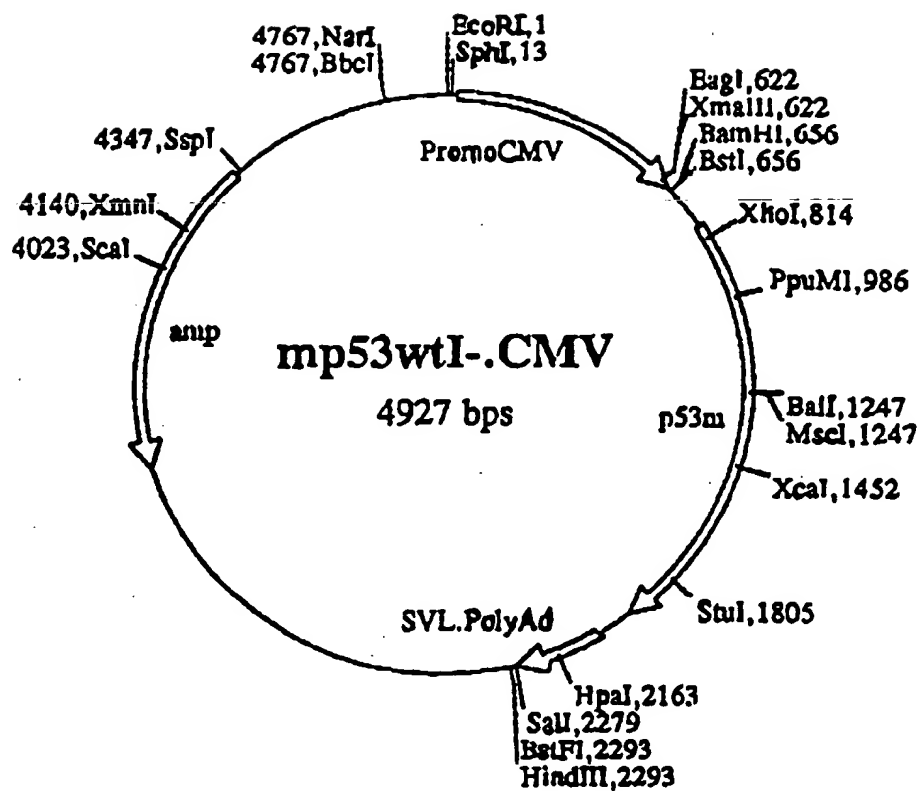 EcoRI,1
SphI,13
4767,NarI
4767,BbcI
EagI,622
XmaIII,622
BamHI,656
BstI,656
4347,SspI
PromoCMV
4140,XmnI
XhoI,814
4023,ScaI
PpuMI,986
amp
mp53wtI-.CMV
4927 bps
p53m
BalI,1247
MscI,1247
XcaI,1452
StuI,1805
SVL.PolyAd
HpaI,2163
SalI,2279
BstFI,2293
HindIII,2293